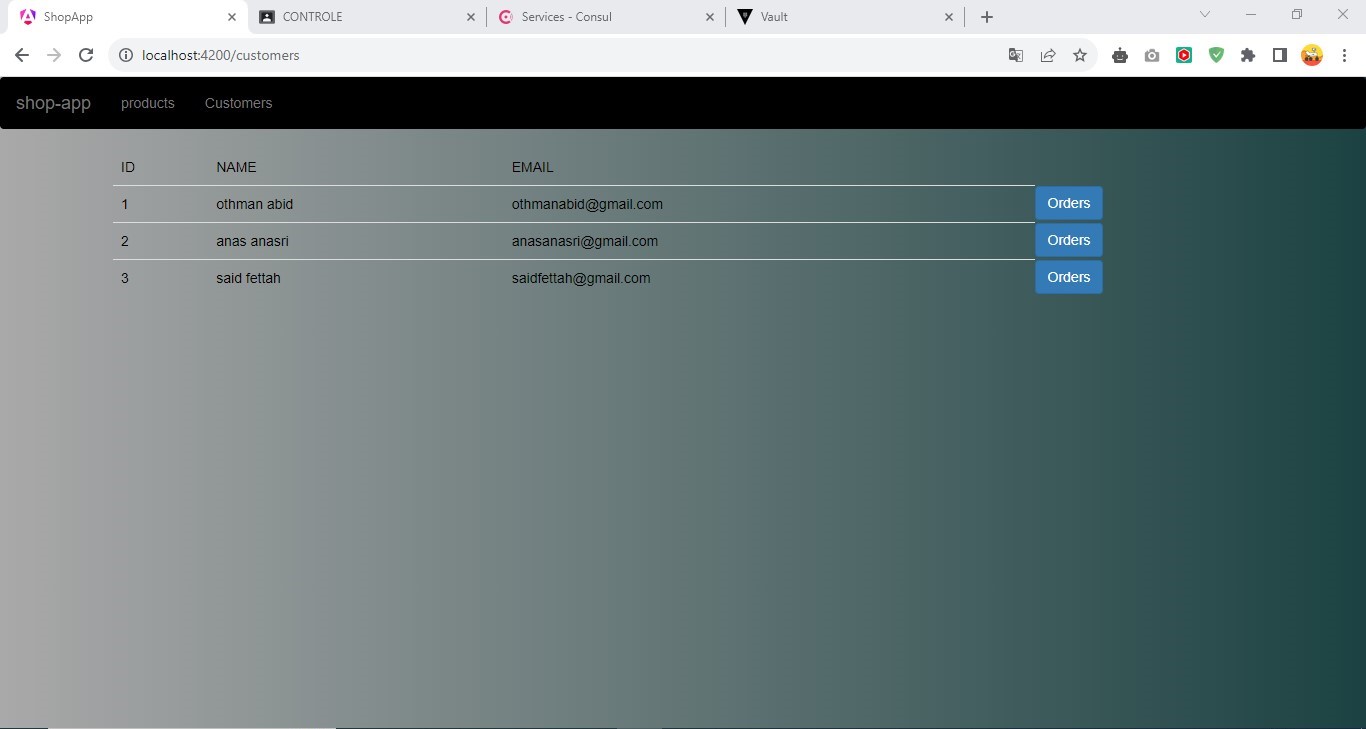 ShopApp CONTROLE Services - Consul Vault
localhost:4200/customers
shop-app products Customers
ID NAME EMAIL
1 othman abid othmanabid@gmail.com Orders
2 anas anasri anasanasri@gmail.com Orders
3 said fettah saidfettah@gmail.com Orders